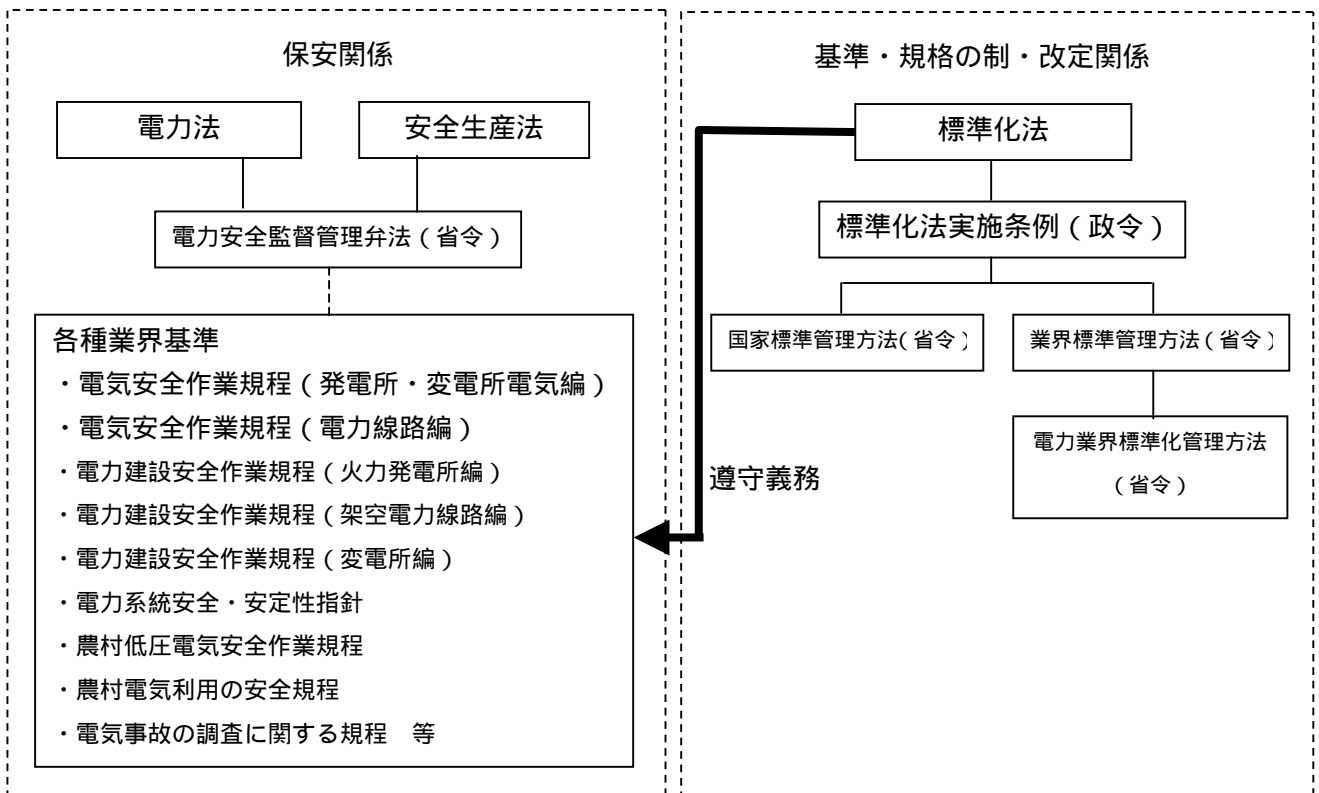 保安関係
電力法
安全生産法
電力安全監督管理弁法(省令)
各種業界基準
・電気安全作業規程(発電所・変電所電気編)
・電気安全作業規程(電力線路編)
・電力建設安全作業規程(火力発電所編)
・電力建設安全作業規程(架空電力線路編)
・電力建設安全作業規程(変電所編)
・電力系統安全・安定性指針
・農村低圧電気安全作業規程
・農村電気利用の安全規程
・電気事故の調査に関する規程 等
遵守義務
基準・規格の制・改定関係
標準化法
標準化法実施条例(政令)
国家標準管理方法(省令)
業界標準管理方法(省令)
電力業界標準化管理方法
(省令)